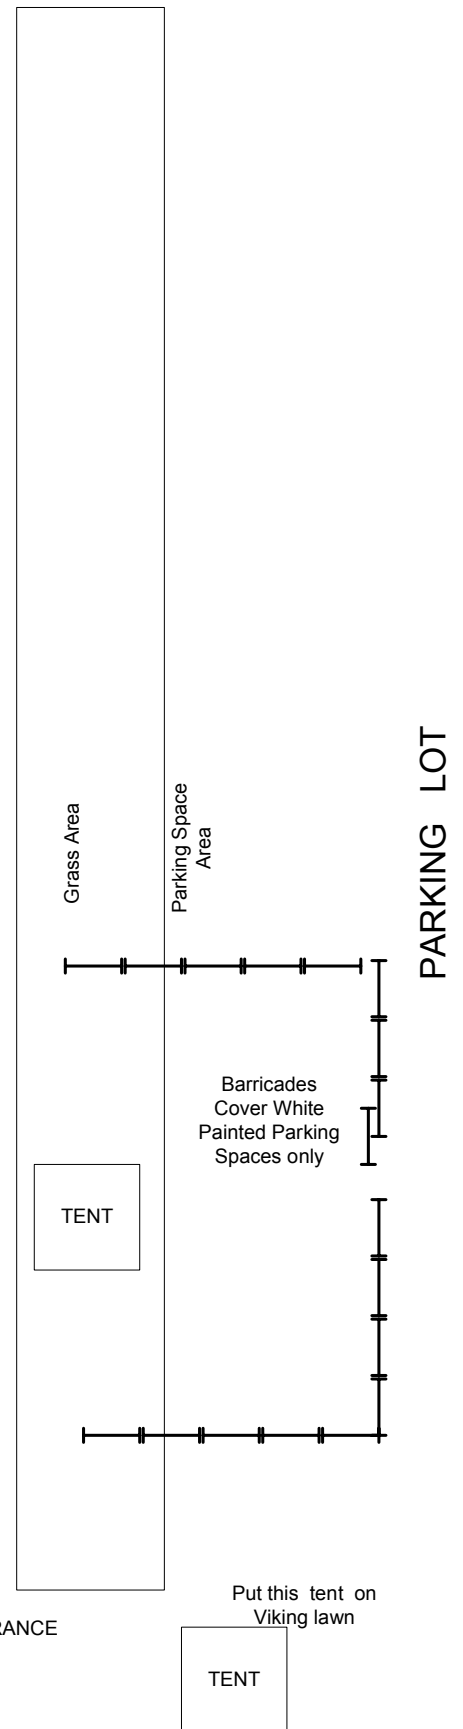 PARKING LOT
Grass Area
Parking Space
Area
Barricades
Cover White
Painted Parking
Spaces only
TENT
Put this tent on
Viking lawn
RANCE
TENT